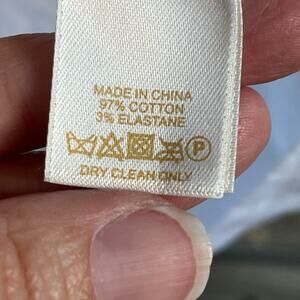 MADE IN CHINA
97% COTTON
3% ELASTANE
P
DRY CLEAN ONLY